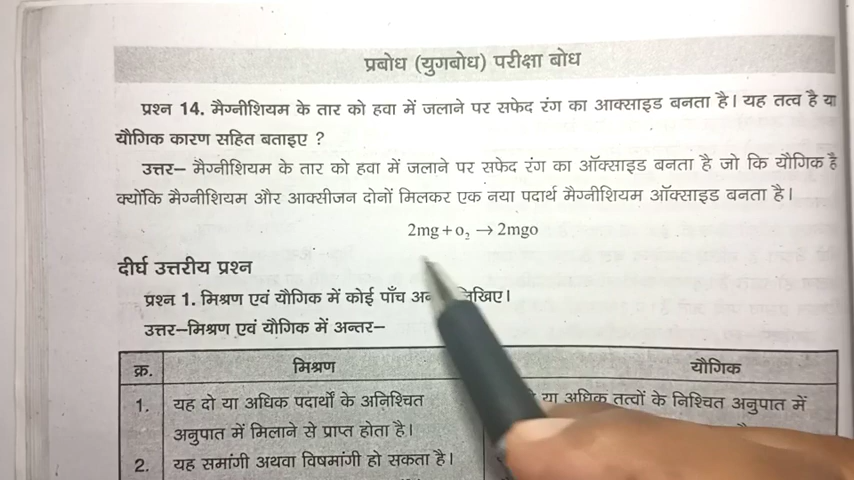 प्रबोध (युगबोध) परीक्षा बोध
प्रश्न 14. मैग्नीशियम के तार को हवा में जलाने पर सफेद रंग का आक्साइड बनता है। यह तत्व है या
यौगिक कारण सहित बताइए ?
उत्तर– मैग्नीशियम के तार को हवा में जलाने पर सफेद रंग का ऑक्साइड बनता है जो कि यौगिक है
क्योंकि मैग्नीशियम और आक्सीजन दोनों मिलकर एक नया पदार्थ मैग्नीशियम ऑक्साइड बनता है।
2mg + o₂ → 2mgo
दीर्घ उत्तरीय प्रश्न
प्रश्न 1. मिश्रण एवं यौगिक में कोई पाँच लिखिए।
उत्तर–मिश्रण एवं यौगिक में अन्तर–
क्र. मिश्रण यौगिक
1. यह दो या अधिक पदार्थों के अनिश्चित या अधिक तत्वों के निश्चित अनुपात में
अनुपात में मिलाने से प्राप्त होता है।
2. यह समांगी अथवा विषमांगी हो सकता है।